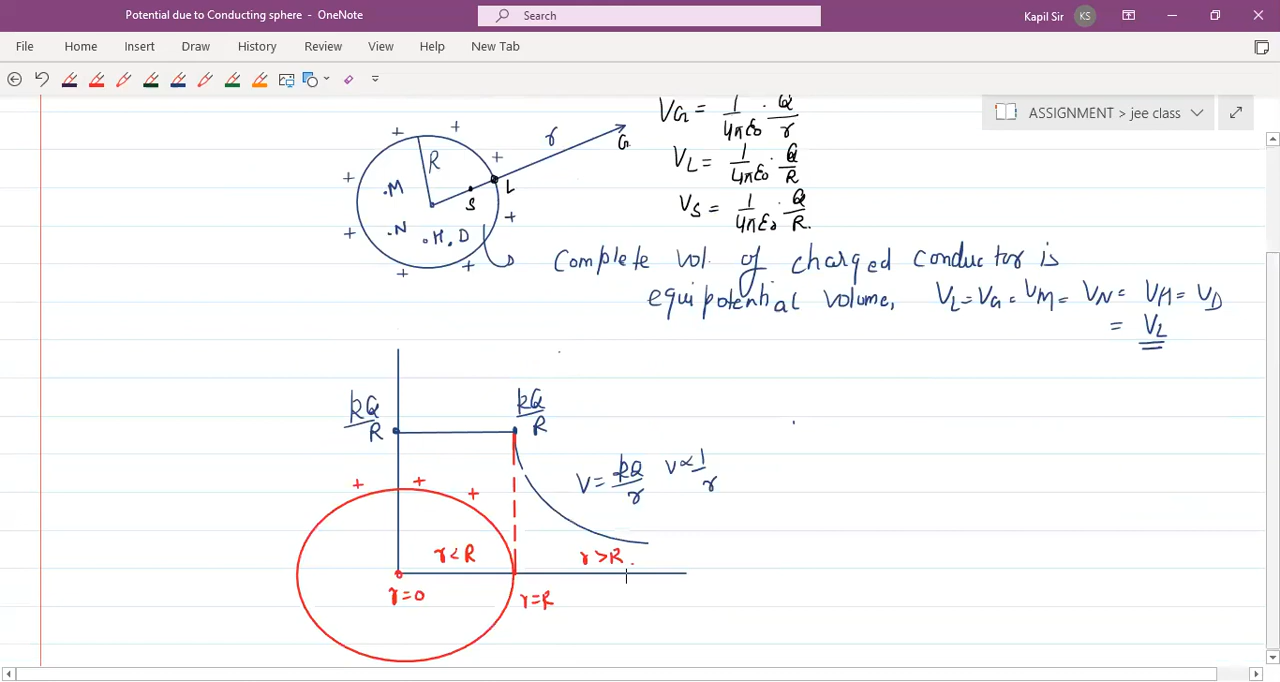 Potential due to Conducting sphere - OneNote
Search
Kapil Sir KS
File Home Insert Draw History Review View Help New Tab
ASSIGNMENT > jee class
VG = 1/4πε0 · Q/r
VL = 1/4πε0 · Q/R
VS = 1/4πε0 · Q/R.
+ + + + + + + + +
R r G
.M S L
.N .H .D
Complete vol. of charged conductor is
equipotential volume, VL = VG = VM = VN = VH = VD
= VL
kQ/R kQ/R
V = kQ/r V ∝ 1/r
+ + +
r<R r>R.
r=0 r=R